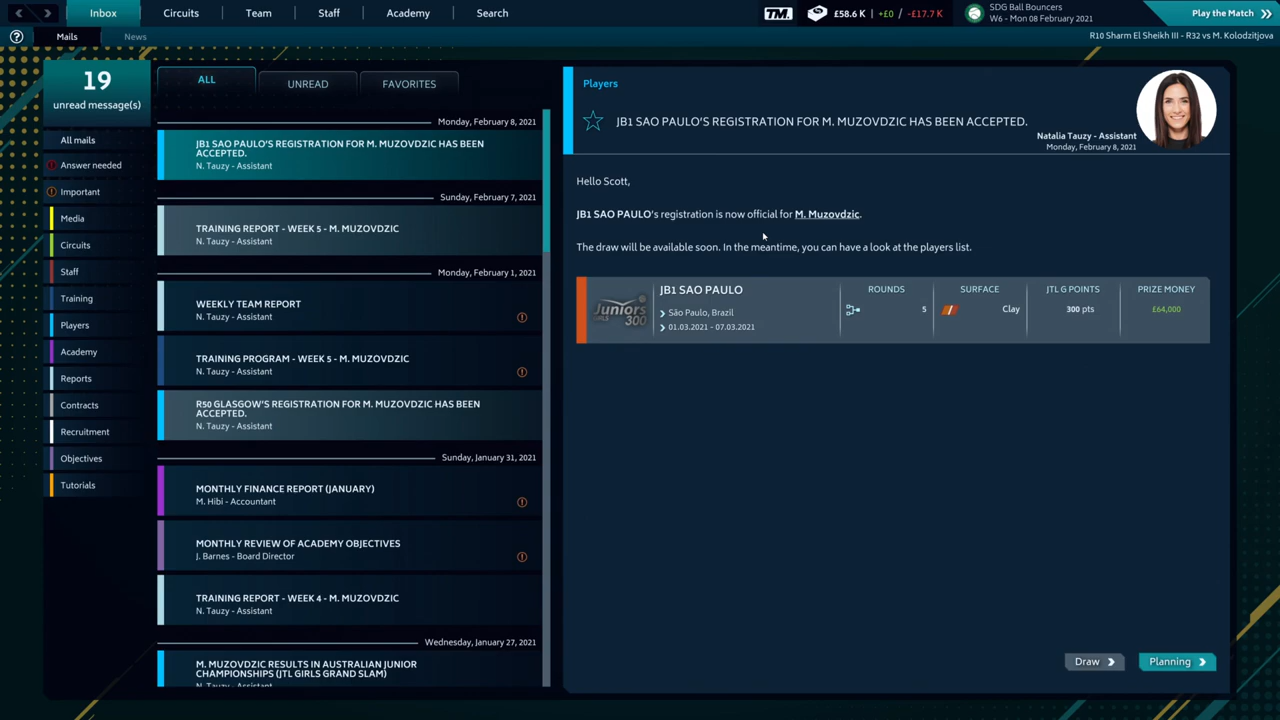 Inbox
Circuits
Team
Staff
Academy
Search
TM.
£58.6 K | +£0 / -£17.7 K
SDG Ball Bouncers
W6 - Mon 08 February 2021
Play the Match
Mails
News
R10 Sharm El Sheikh III - R32 vs M. Kolodzitjova
19
unread message(s)
All mails
Answer needed
Important
Media
Circuits
Staff
Training
Players
Academy
Reports
Contracts
Recruitment
Objectives
Tutorials
ALL
UNREAD
FAVORITES
Monday, February 8, 2021
JB1 SAO PAULO'S REGISTRATION FOR M. MUZOVDZIC HAS BEEN
ACCEPTED.
N. Tauzy - Assistant
Sunday, February 7, 2021
TRAINING REPORT - WEEK 5 - M. MUZOVDZIC
N. Tauzy - Assistant
Monday, February 1, 2021
WEEKLY TEAM REPORT
N. Tauzy - Assistant
TRAINING PROGRAM - WEEK 5 - M. MUZOVDZIC
N. Tauzy - Assistant
R50 GLASGOW'S REGISTRATION FOR M. MUZOVDZIC HAS BEEN
ACCEPTED.
N. Tauzy - Assistant
Sunday, January 31, 2021
MONTHLY FINANCE REPORT (JANUARY)
M. Hibi - Accountant
MONTHLY REVIEW OF ACADEMY OBJECTIVES
J. Barnes - Board Director
TRAINING REPORT - WEEK 4 - M. MUZOVDZIC
N. Tauzy - Assistant
Wednesday, January 27, 2021
M. MUZOVDZIC RESULTS IN AUSTRALIAN JUNIOR
CHAMPIONSHIPS (JTL GIRLS GRAND SLAM)
N. Tauzy - Assistant
Players
JB1 SAO PAULO'S REGISTRATION FOR M. MUZOVDZIC HAS BEEN ACCEPTED.
Natalia Tauzy - Assistant
Monday, February 8, 2021
Hello Scott,
JB1 SAO PAULO's registration is now official for M. Muzovdzic.
The draw will be available soon. In the meantime, you can have a look at the players list.
Juniors
300
JB1 SAO PAULO
São Paulo, Brazil
01.03.2021 - 07.03.2021
ROUNDS
5
SURFACE
Clay
JTL G POINTS
300 pts
PRIZE MONEY
£64,000
Draw
Planning